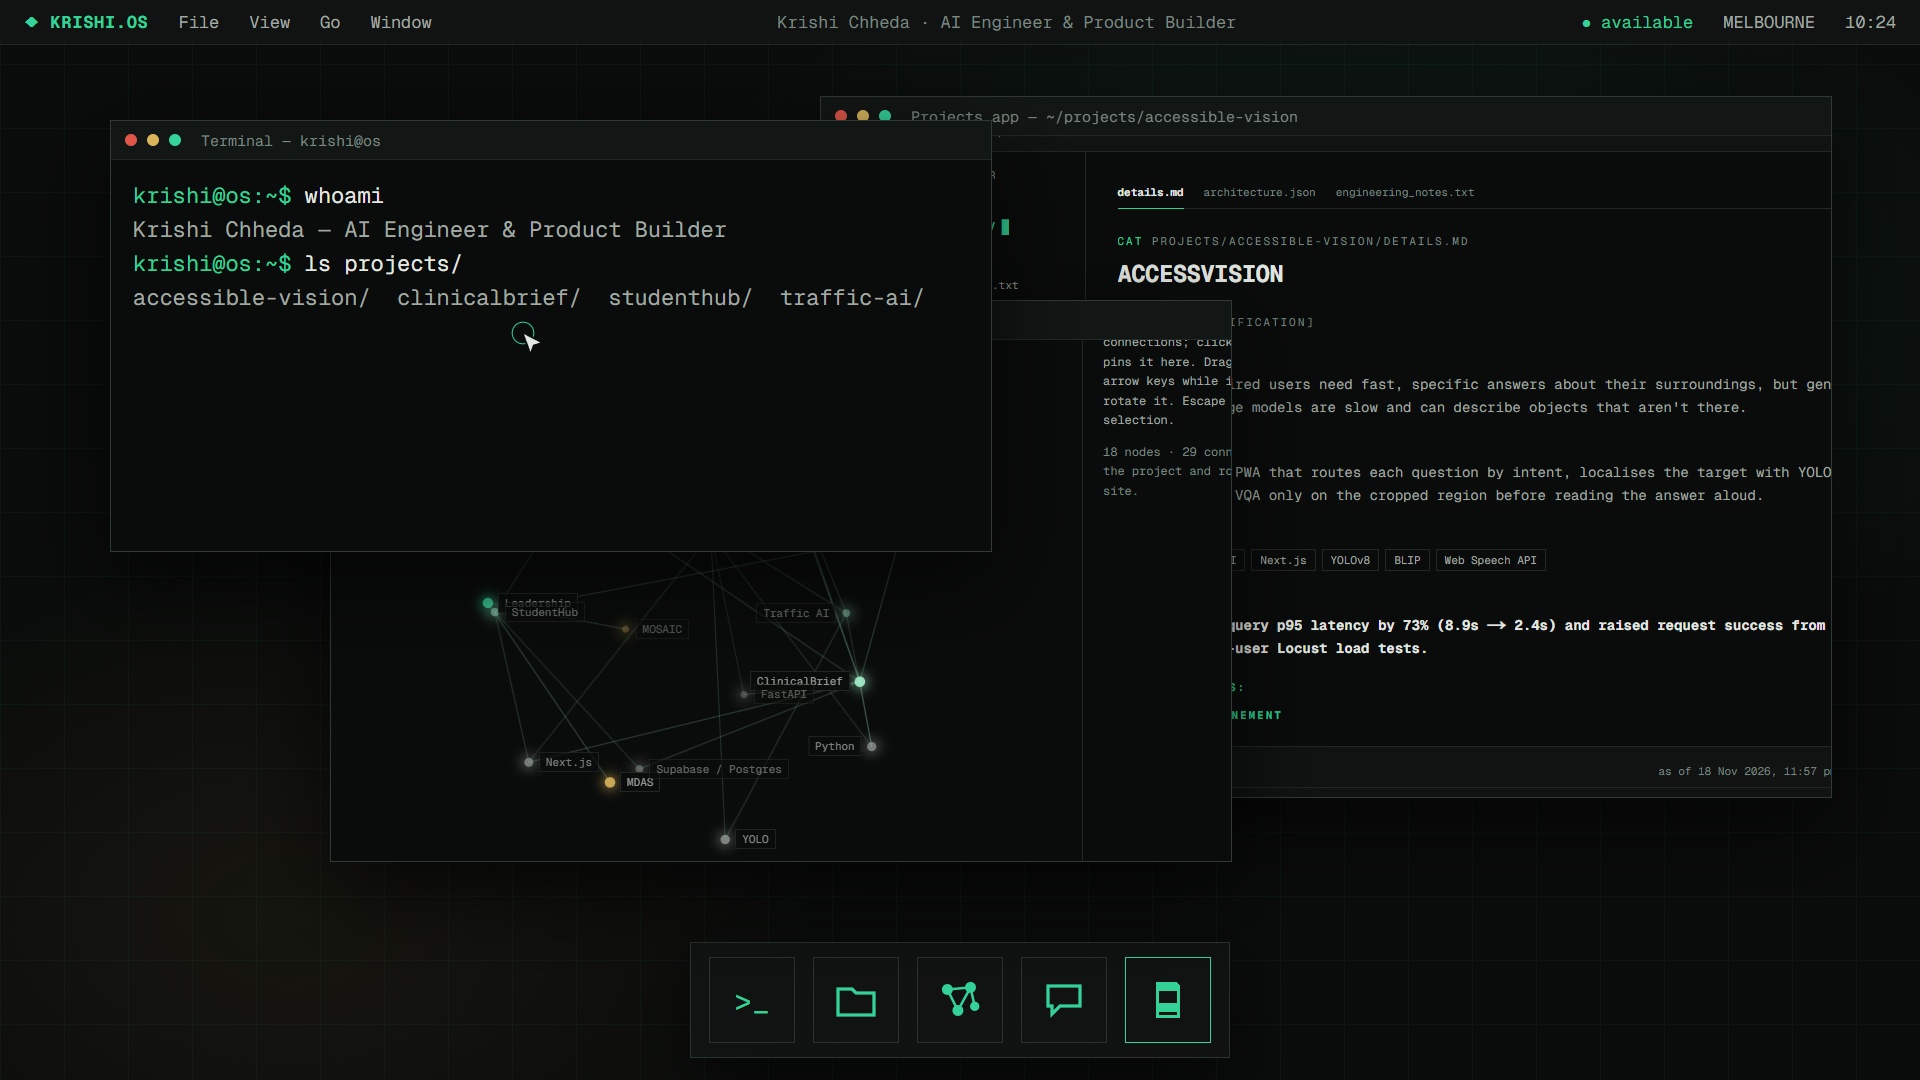 KRISHI.OS File View Go Window
Krishi Chheda · AI Engineer & Product Builder
available MELBOURNE 10:24
Projects.app — ~/projects/accessible-vision
Terminal — krishi@os
krishi@os:~$ whoami
Krishi Chheda — AI Engineer & Product Builder
krishi@os:~$ ls projects/
accessible-vision/ clinicalbrief/ studenthub/ traffic-ai/
details.md architecture.json engineering_notes.txt
CAT PROJECTS/ACCESSIBLE-VISION/DETAILS.MD
ACCESSVISION
.txt
IFICATION]
users need fast, specific answers about their surroundings, but gen
models are slow and can describe objects that aren't there.
PWA that routes each question by intent, localises the target with YOLO
VQA only on the cropped region before reading the answer aloud.
Next.js YOLOv8 BLIP Web Speech API
query p95 latency by 73% (8.9s → 2.4s) and raised request success from
-user Locust load tests.
S:
NEMENT
as of 18 Nov 2026, 11:57 p
connections; click
pins it here. Drag
arrow keys while i
rotate it. Escape
selection.
18 nodes · 29 conn
the project and ro
site.
Leadership
StudentHub
MOSAIC
Traffic AI
ClinicalBrief
FastAPI
Python
Next.js
Supabase / Postgres
MDAS
YOLO
>_